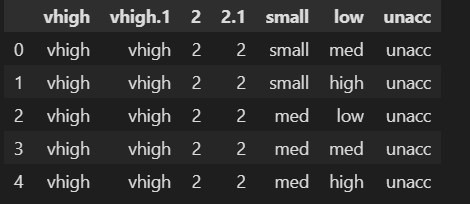 vhigh vhigh.1 2 2.1 small low unacc
0 vhigh vhigh 2 2 small med unacc
1 vhigh vhigh 2 2 small high unacc
2 vhigh vhigh 2 2 med low unacc
3 vhigh vhigh 2 2 med med unacc
4 vhigh vhigh 2 2 med high unacc